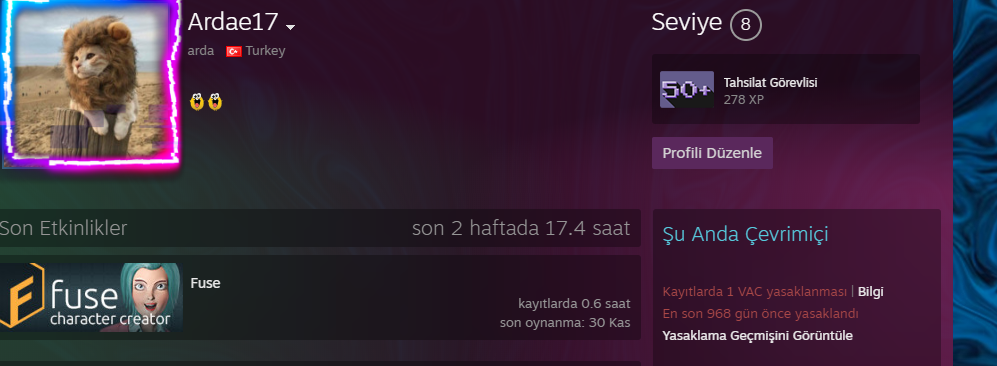 Ardae17
arda Turkey
Seviye 8
50+
Tahsilat Görevlisi
278 XP
Profili Düzenle
Son Etkinlikler
son 2 haftada 17.4 saat
F
fuse
character creator
Fuse
kayıtlarda 0.6 saat
son oynanma: 30 Kas
Şu Anda Çevrimiçi
Kayıtlarda 1 VAC yasaklanması | Bilgi
En son 968 gün önce yasaklandı
Yasaklama Geçmişini Görüntüle